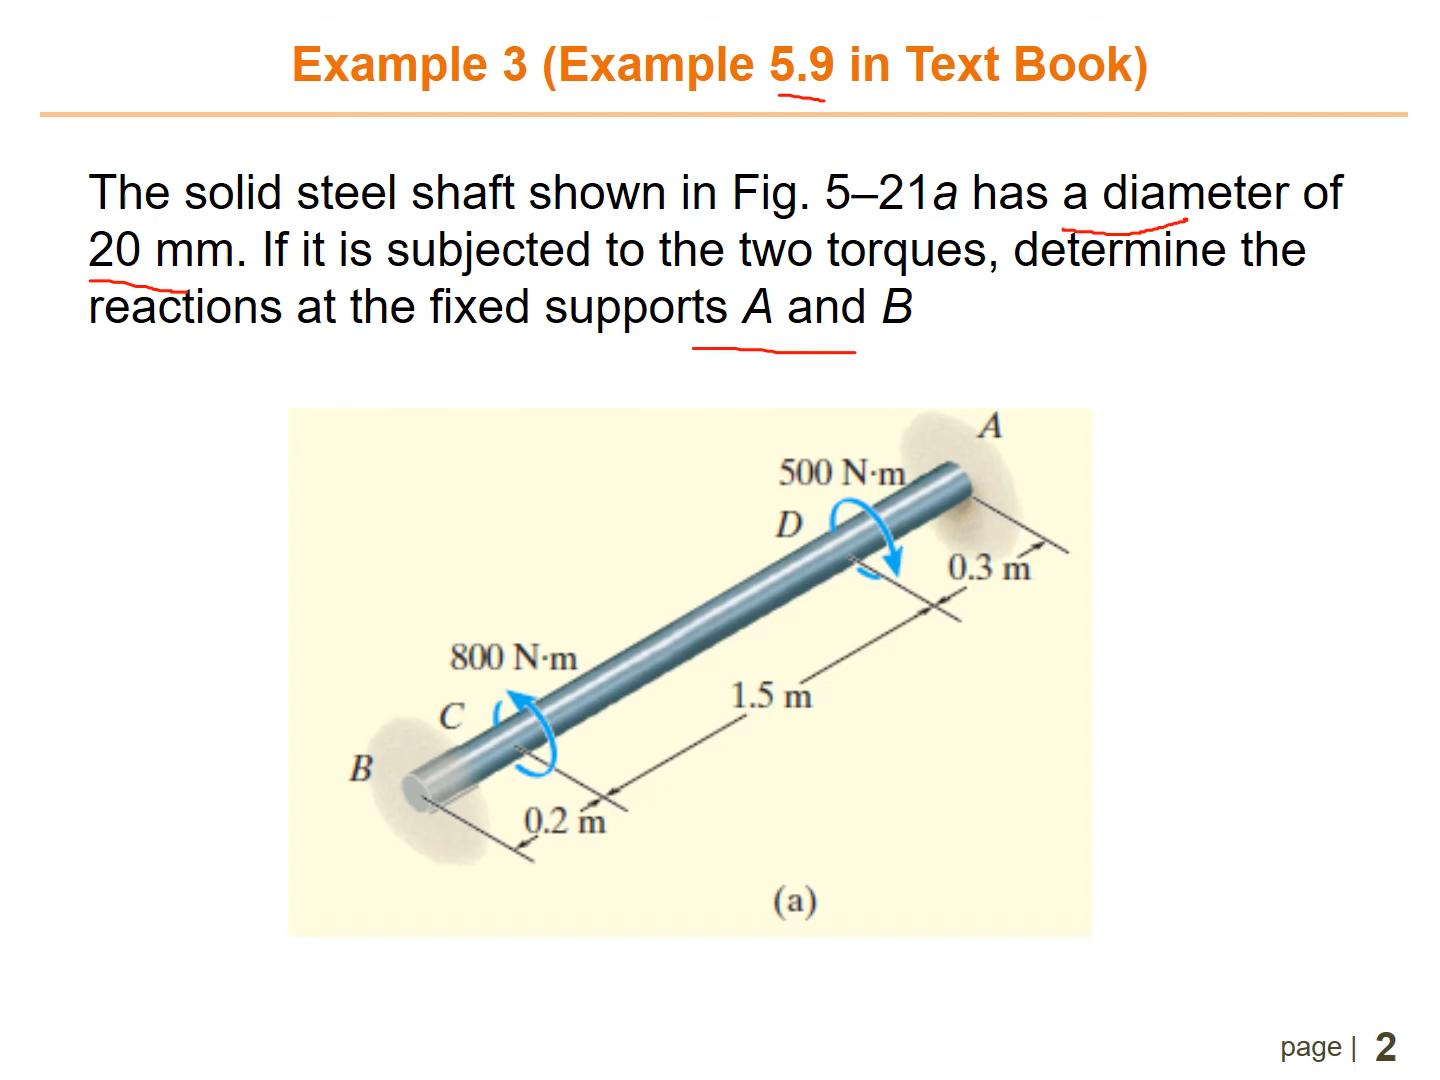 Example 3 (Example 5.9 in Text Book)
The solid steel shaft shown in Fig. 5–21a has a diameter of
20 mm. If it is subjected to the two torques, determine the
reactions at the fixed supports A and B
A
500 N·m
D
0.3 m
800 N·m
1.5 m
C
B
0.2 m
(a)
page | 2